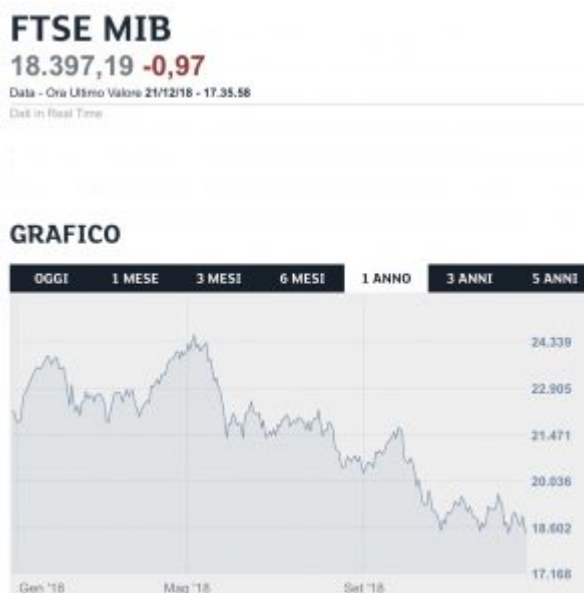 FTSE MIB
18.397,19 -0,97
Data - Ora Ultimo Valore 21/12/18 - 17.35.58
Dati in Real Time
GRAFICO
OGGI 1 MESE 3 MESI 6 MESI 1 ANNO 3 ANNI 5 ANNI
24.339
22.905
21.471
20.036
18.602
17.168
Gen '18 Mag '18 Set '18